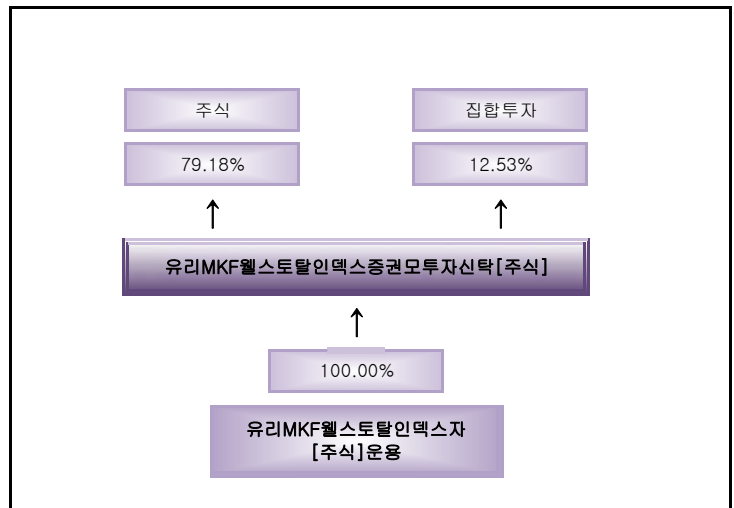 주식
집합투자
79.18%
12.53%
유리MKF웰스토탈인덱스증권모투자신탁[주식]
100.00%
유리MKF웰스토탈인덱스자
[주식]운용